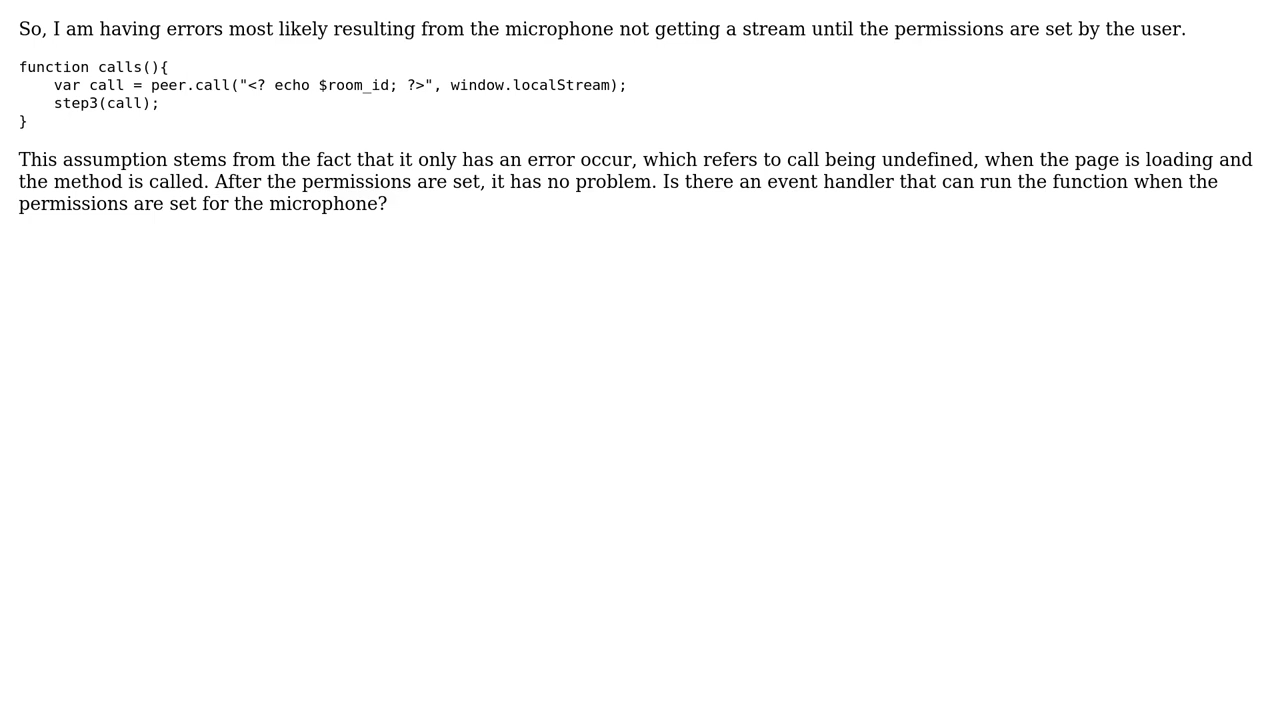 So, I am having errors most likely resulting from the microphone not getting a stream until the permissions are set by the user.
function calls(){
    var call = peer.call("<? echo $room_id; ?>", window.localStream);
    step3(call);
}
This assumption stems from the fact that it only has an error occur, which refers to call being undefined, when the page is loading and
the method is called. After the permissions are set, it has no problem. Is there an event handler that can run the function when the
permissions are set for the microphone?